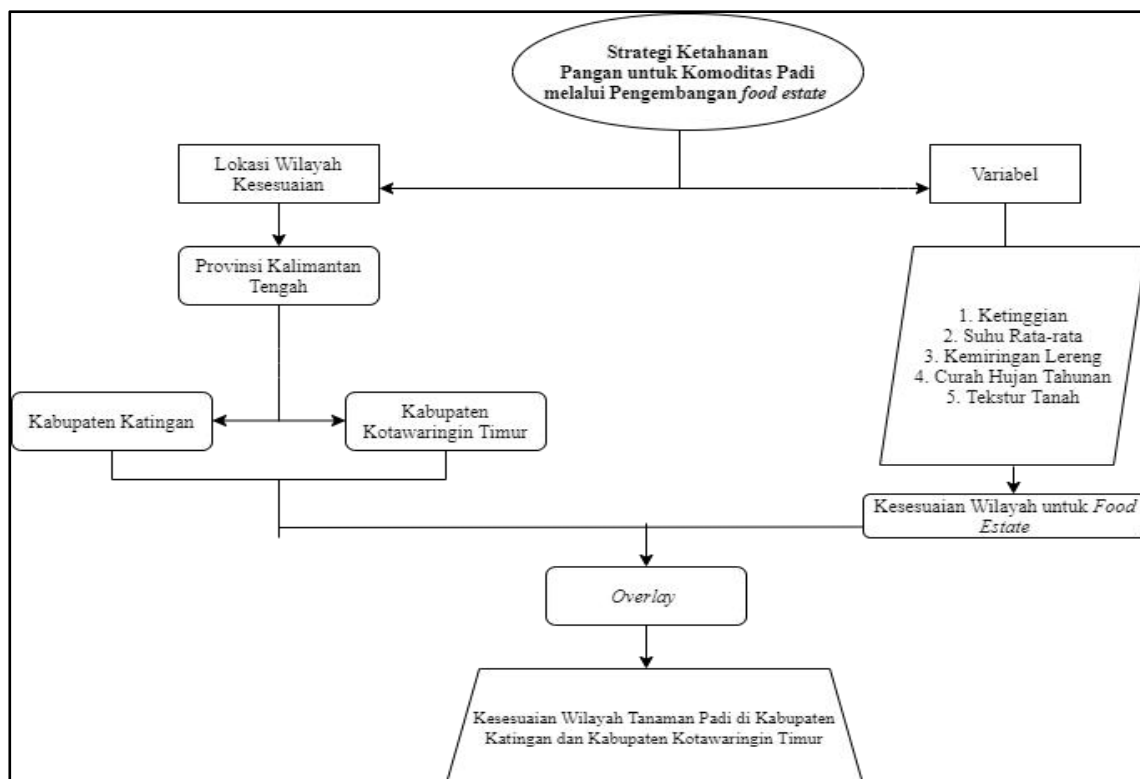 Strategi Ketahanan
Pangan untuk Komoditas Padi
melalui Pengembangan food estate
Lokasi Wilayah
Kesesuaian
Variabel
Provinsi Kalimantan
Tengah
1. Ketinggian
2. Suhu Rata-rata
3. Kemiringan Lereng
4. Curah Hujan Tahunan
5. Tekstur Tanah
Kabupaten Katingan
Kabupaten
Kotawaringin Timur
Kesesuaian Wilayah untuk Food
Estate
Overlay
Kesesuaian Wilayah Tanaman Padi di Kabupaten
Katingan dan Kabupaten Kotawaringin Timur